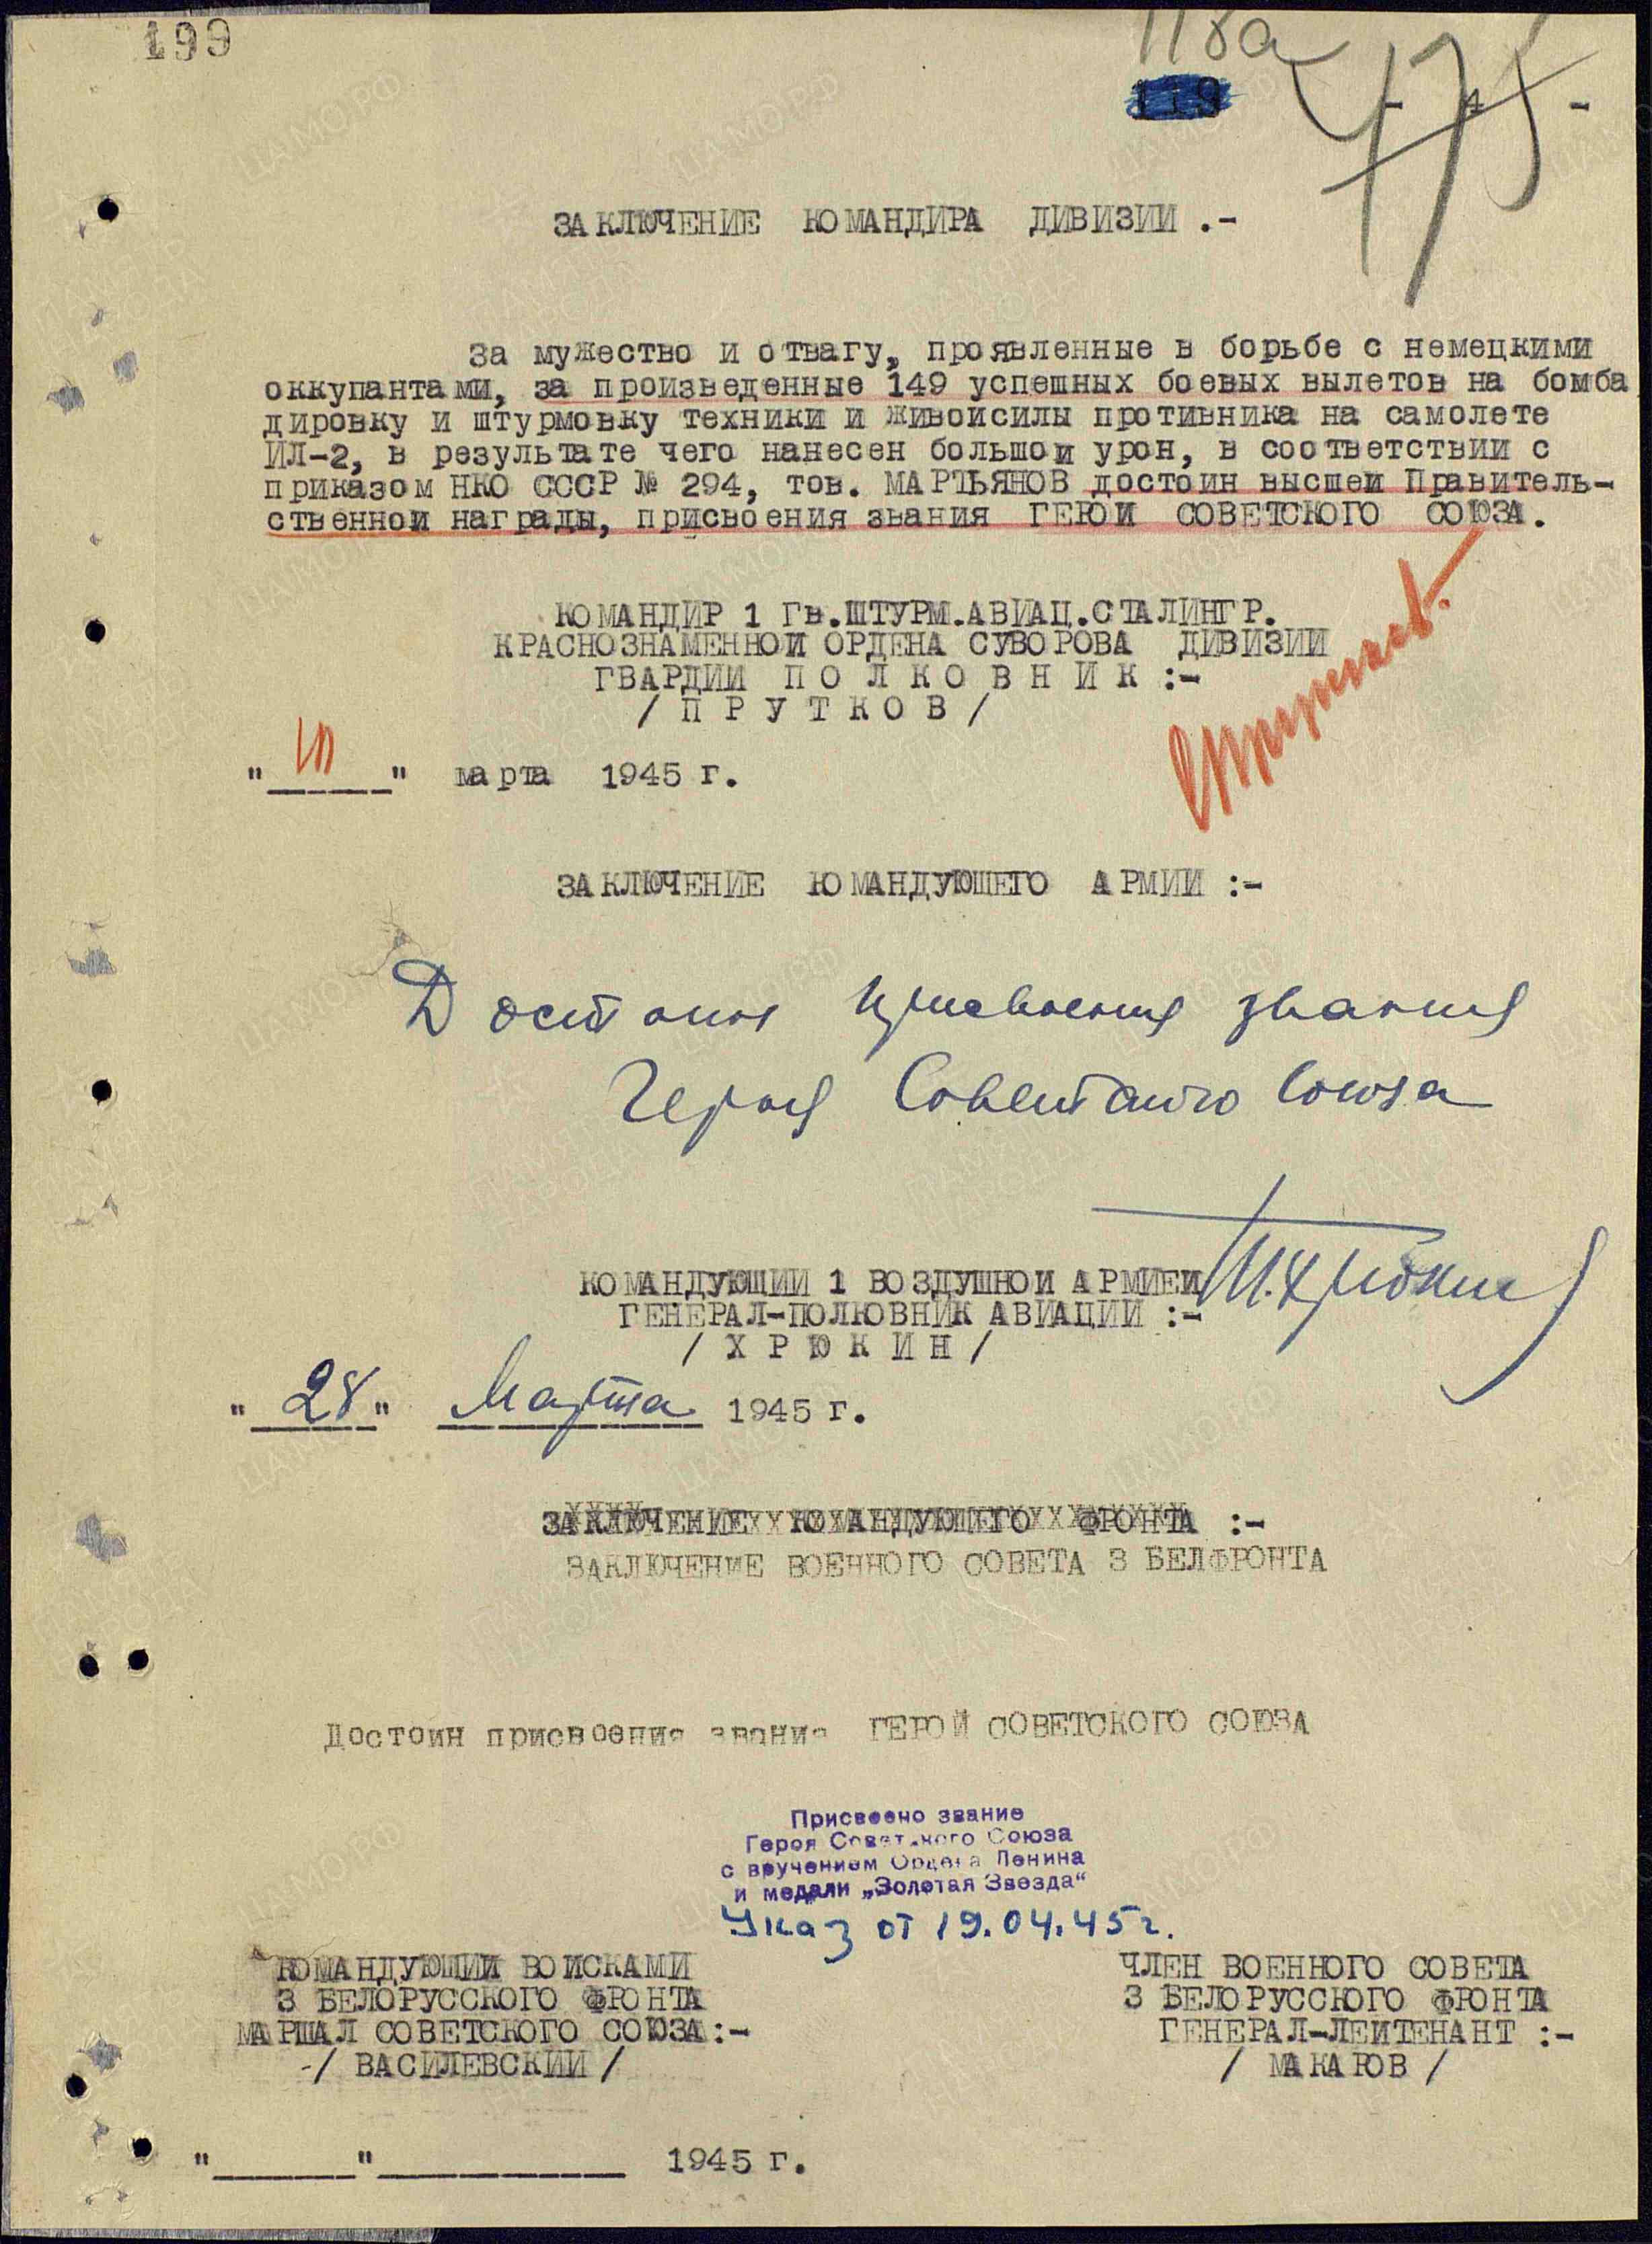 199
118а
119
- 4 -
475
ЗАКЛЮЧЕНИЕ КОМАНДИРА ДИВИЗИИ .-
За мужество и отвагу, проявленные в борьбе с немецкими
оккупантами, за произведенные 149 успешных боевых вылетов на бомба
дировку и штурмовку техники и живойсилы противника на самолете
ИЛ-2, в результате чего нанесен большой урон, в соответствии с
приказом НКО СССР № 294, тов. МАРТЬЯНОВ достоин высшей Правитель-
ственной награды, присвоения звания ГЕРОЙ СОВЕТСКОГО СОЮЗА.
КОМАНДИР 1 Гв.ШТУРМ.АВИАЦ.СТАЛИНГР.
КРАСНОЗНАМЕННОЙ ОРДЕНА СУВОРОВА ДИВИЗИИ
ГВАРДИИ ПОЛКОВНИК :-
/ ПРУТКОВ /
" " марта 1945 г.
ЗАКЛЮЧЕНИЕ КОМАНДУЮЩЕГО АРМИИ :-
Достоин присвоения звания
Героя Советского Союза
КОМАНДУЮЩИЙ 1 ВОЗДУШНОЙ АРМИЕЙ
ГЕНЕРАЛ-ПОЛКОВНИК АВИАЦИИ :-
Т.Хрюкин
/ ХРЮКИН /
" 28 " Марта 1945 г.
ЗАКЛЮЧЕНИЕ КОМАНДУЮЩЕГО ФРОНТА :-
ЗАКЛЮЧЕНИЕ ВОЕННОГО СОВЕТА 3 БЕЛФРОНТА
Достоин присвоения звания ГЕРОЙ СОВЕТСКОГО СОЮЗА
Присвоено звание
Героя Советского Союза
с вручением Ордена Ленина
и медали „Золотая Звезда“
Указ от 19.04.45г.
КОМАНДУЮЩИЙ ВОЙСКАМИ
3 БЕЛОРУССКОГО ФРОНТА
МАРШАЛ СОВЕТСКОГО СОЮЗА:-
/ ВАСИЛЕВСКИЙ /
ЧЛЕН ВОЕННОГО СОВЕТА
3 БЕЛОРУССКОГО ФРОНТА
ГЕНЕРАЛ-ЛЕЙТЕНАНТ :-
/ МАКАРОВ /
" " 1945 г.